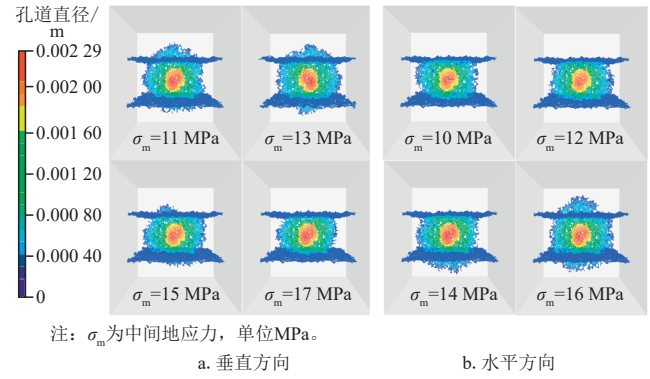 孔道直径/
m
0.002 29
0.002 00
0.001 60
0.001 20
0.000 80
0.000 40
0
σm=11 MPa
σm=13 MPa
σm=10 MPa
σm=12 MPa
σm=15 MPa
σm=17 MPa
σm=14 MPa
σm=16 MPa
注：σm为中间地应力，单位MPa。
a. 垂直方向
b. 水平方向